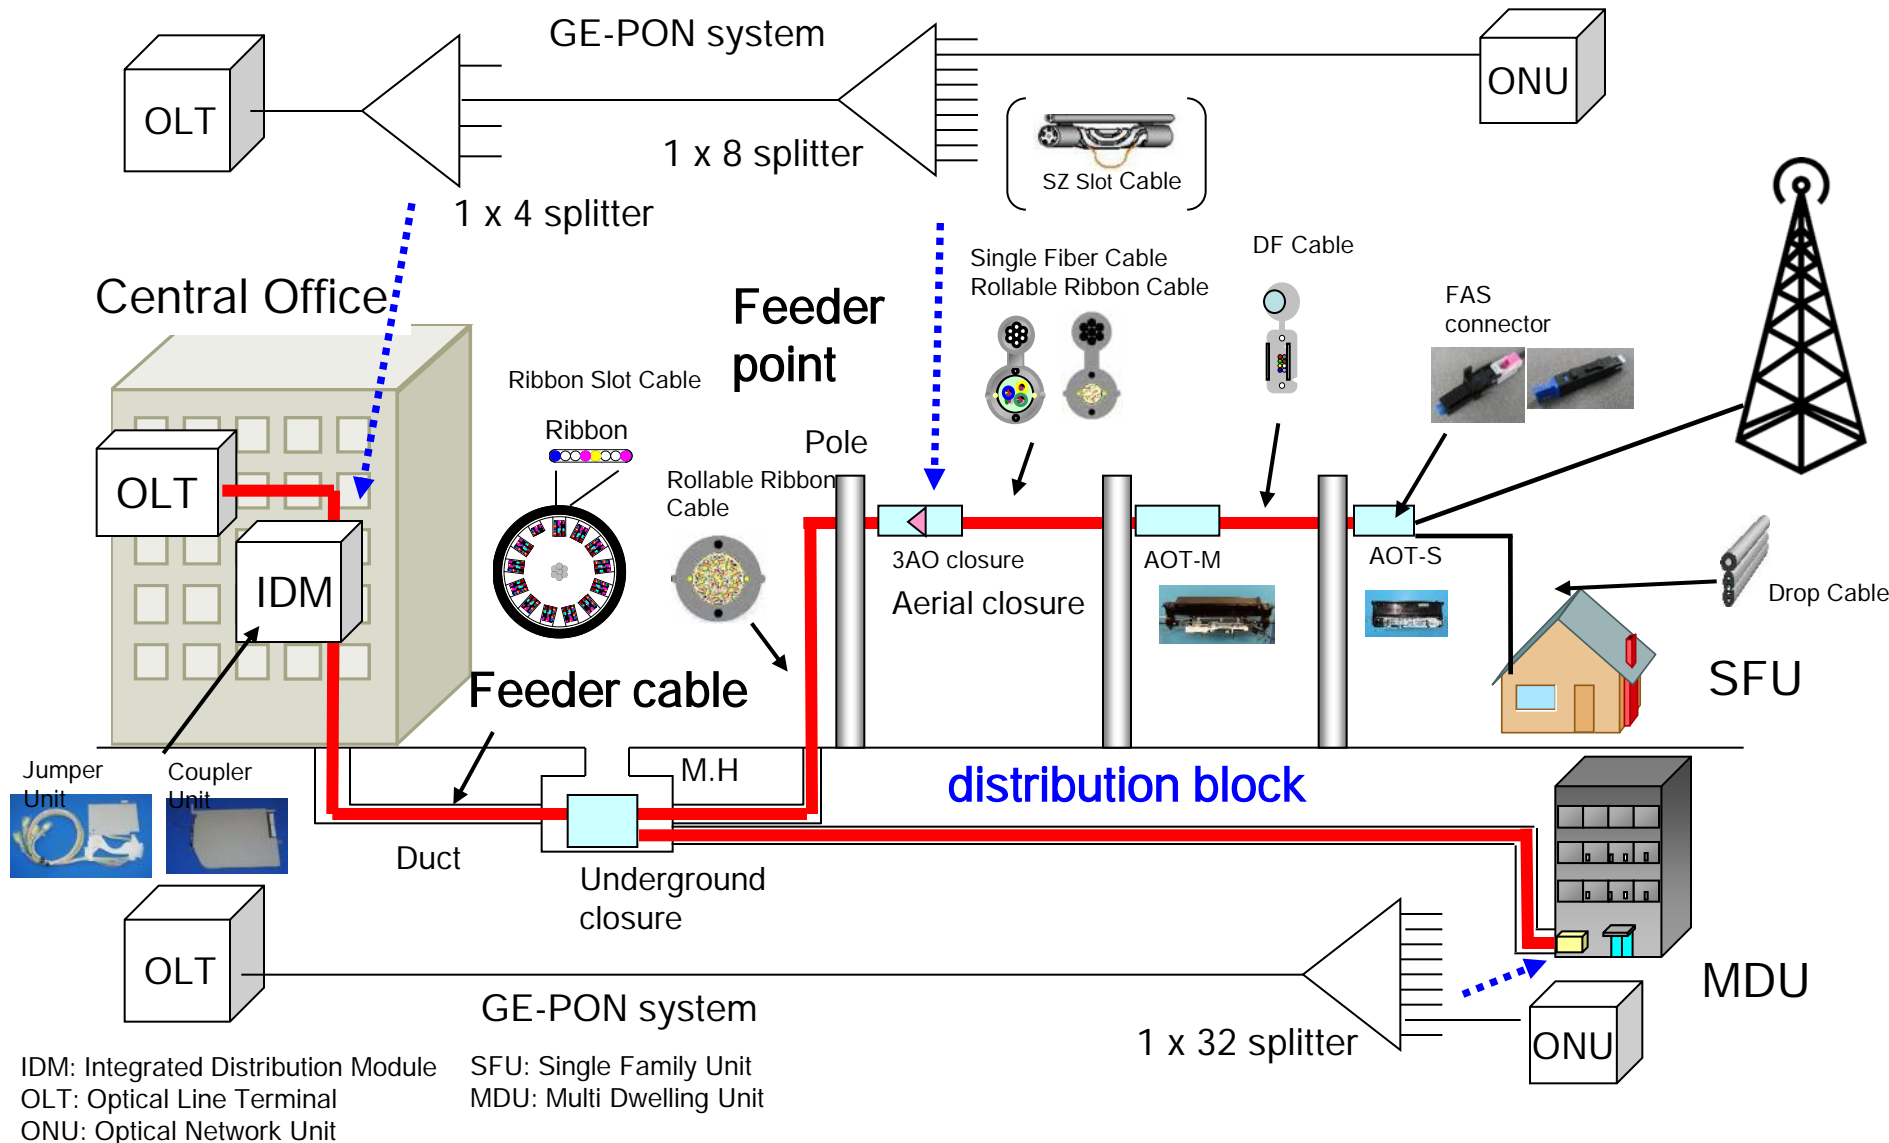 GE-PON system
OLT
ONU
1 x 8 splitter
SZ Slot Cable
1 x 4 splitter
Central Office
Feeder
point
Single Fiber Cable
Rollable Ribbon Cable
DF Cable
FAS
connector
Ribbon Slot Cable
Ribbon
Pole
Rollable Ribbon
Cable
OLT
IDM
3AO closure
Aerial closure
AOT-M
AOT-S
Drop Cable
SFU
Feeder cable
Jumper
Unit
Coupler
Unit
M.H
distribution block
Duct
Underground
closure
OLT
GE-PON system
1 x 32 splitter
ONU
MDU
IDM: Integrated Distribution Module
OLT: Optical Line Terminal
ONU: Optical Network Unit
SFU: Single Family Unit
MDU: Multi Dwelling Unit